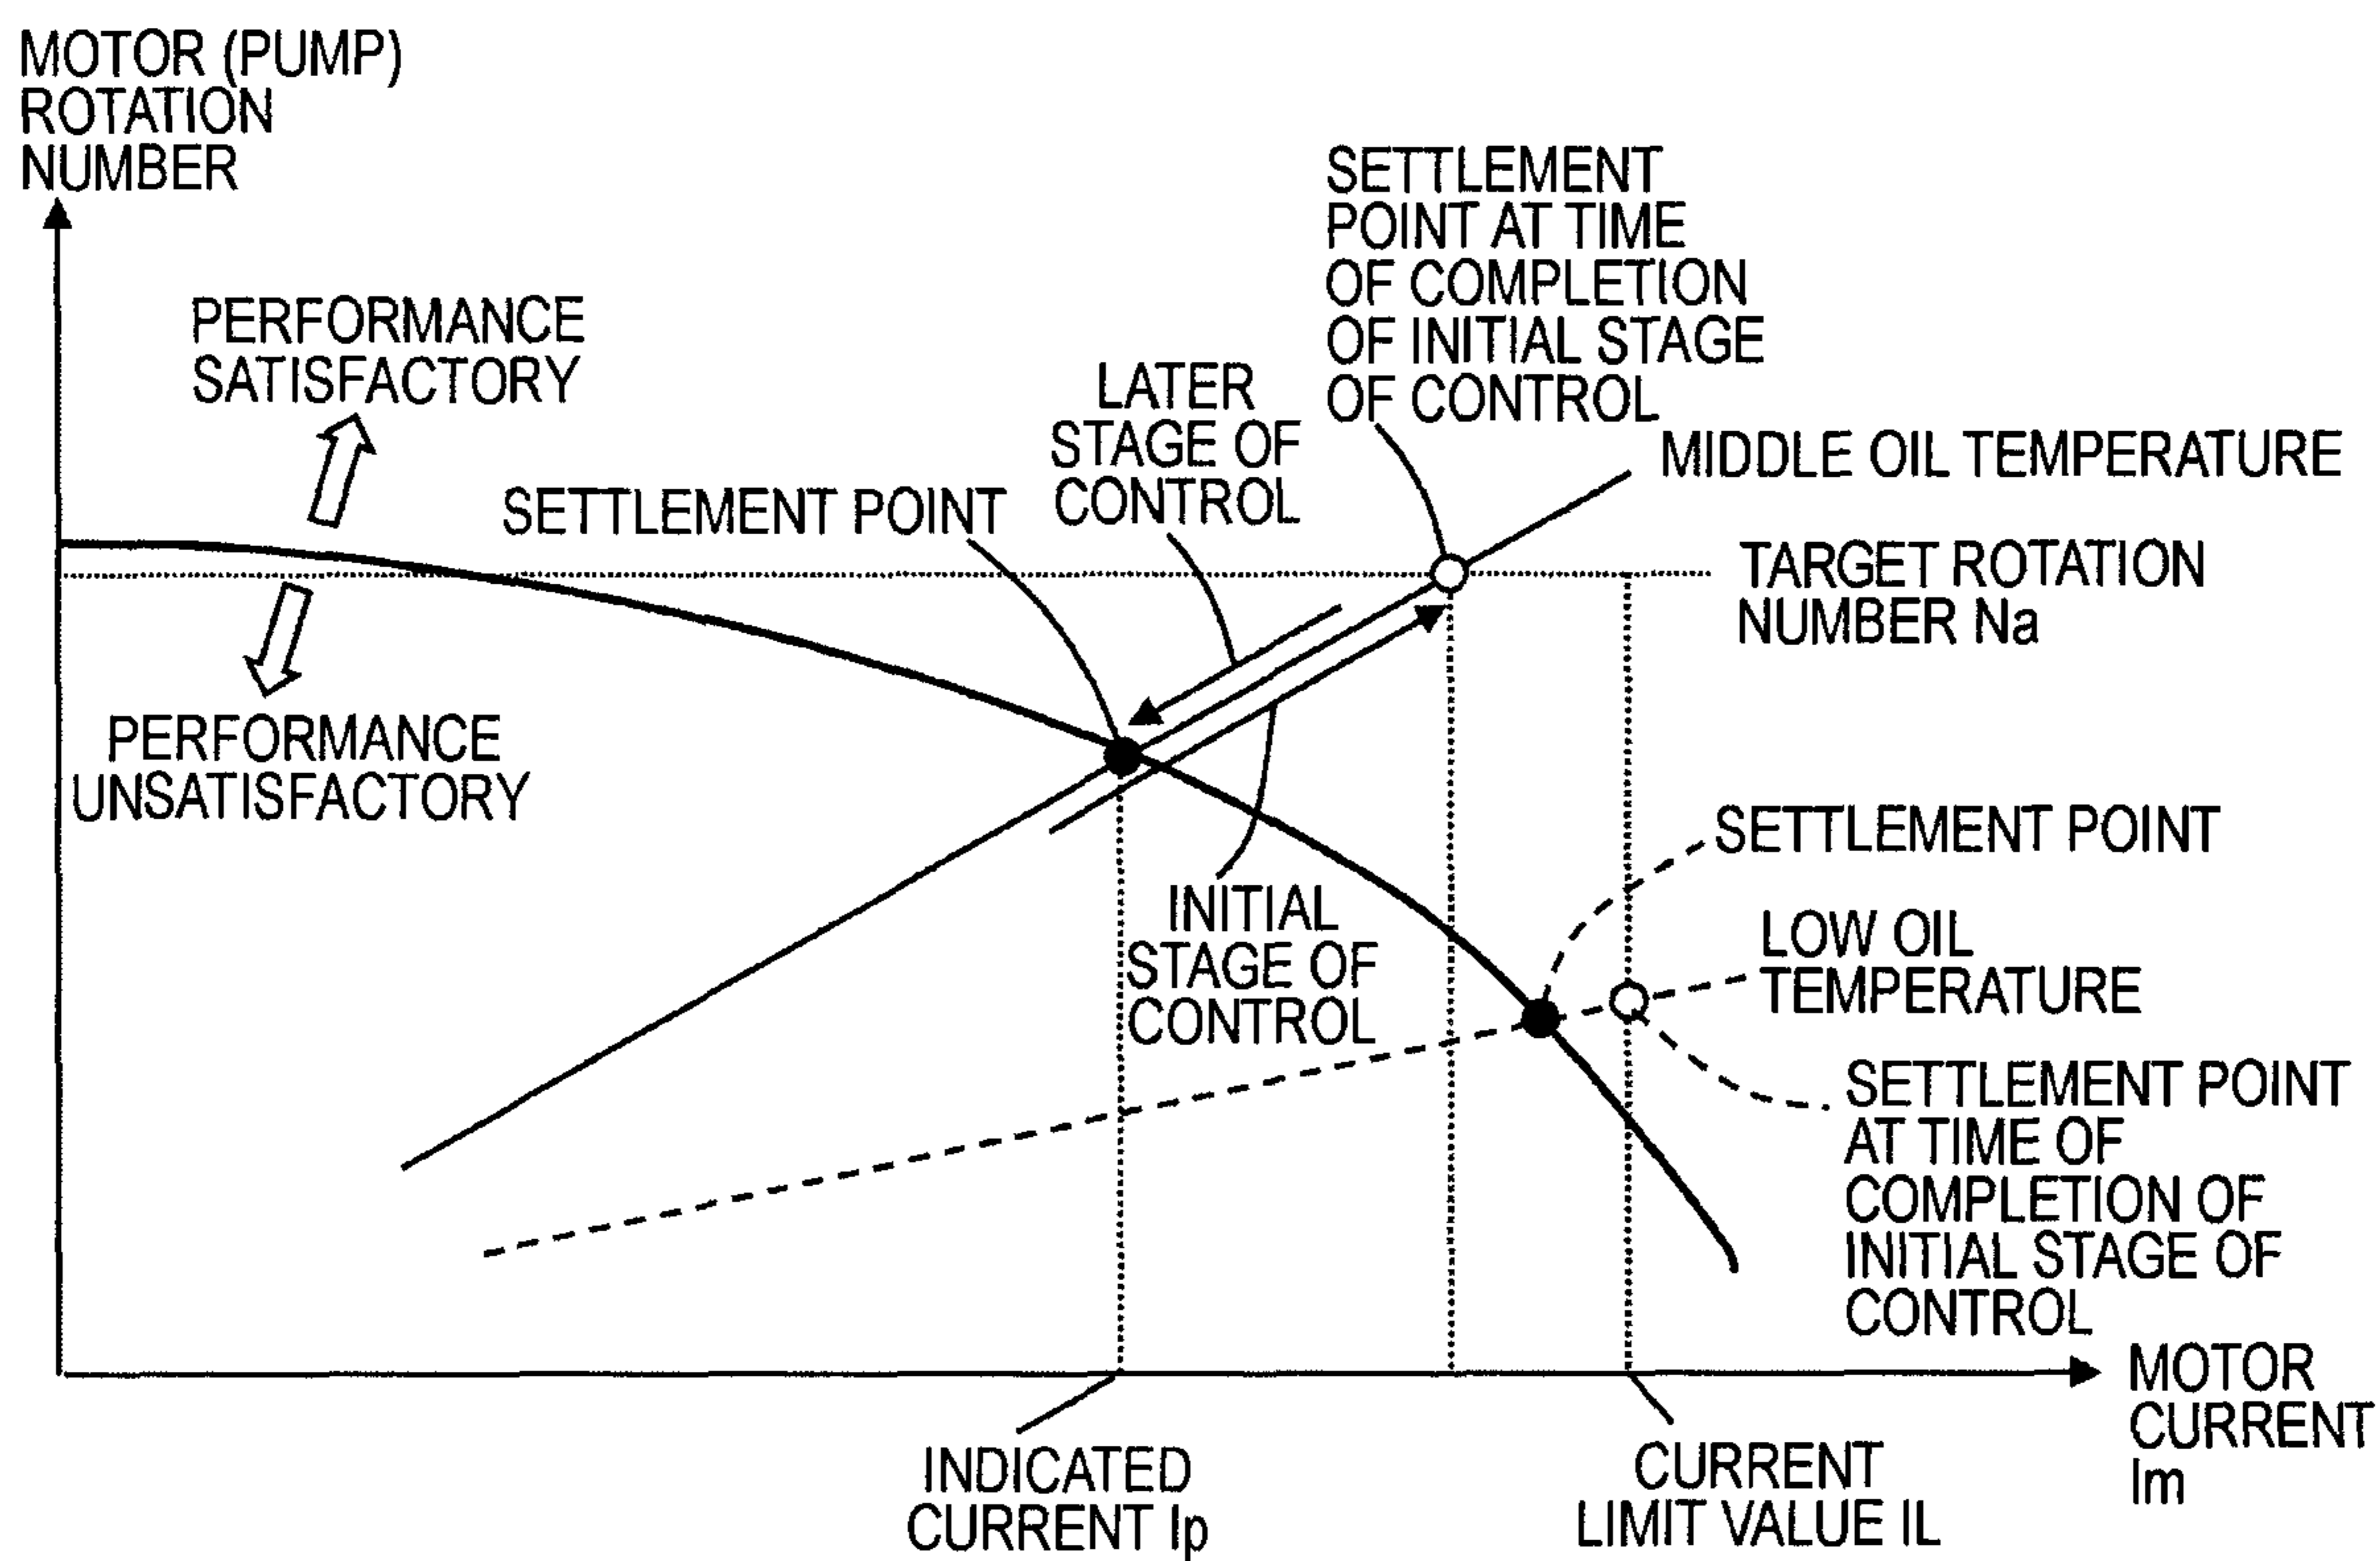 MOTOR (PUMP)
ROTATION
NUMBER
SETTLEMENT
POINT AT TIME
OF COMPLETION
OF INITIAL STAGE
OF CONTROL
PERFORMANCE
SATISFACTORY
LATER
STAGE OF
CONTROL
MIDDLE OIL TEMPERATURE
SETTLEMENT POINT
TARGET ROTATION
NUMBER Na
PERFORMANCE
UNSATISFACTORY
SETTLEMENT POINT
INITIAL
STAGE OF
CONTROL
LOW OIL
TEMPERATURE
SETTLEMENT POINT
AT TIME OF
COMPLETION OF
INITIAL STAGE OF
CONTROL
MOTOR
CURRENT
Im
INDICATED
CURRENT Ip
CURRENT
LIMIT VALUE IL